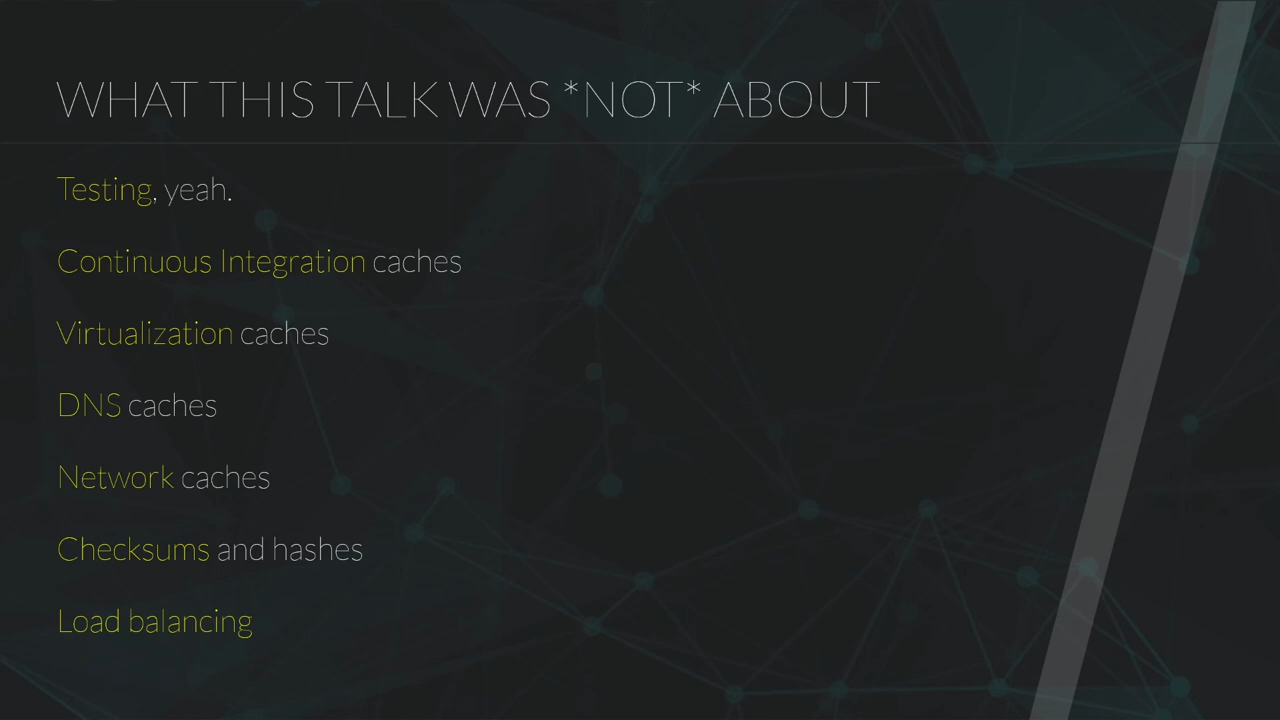 WHAT THIS TALK WAS *NOT* ABOUT
Testing, yeah.
Continuous Integration caches
Virtualization caches
DNS caches
Network caches
Checksums and hashes
Load balancing